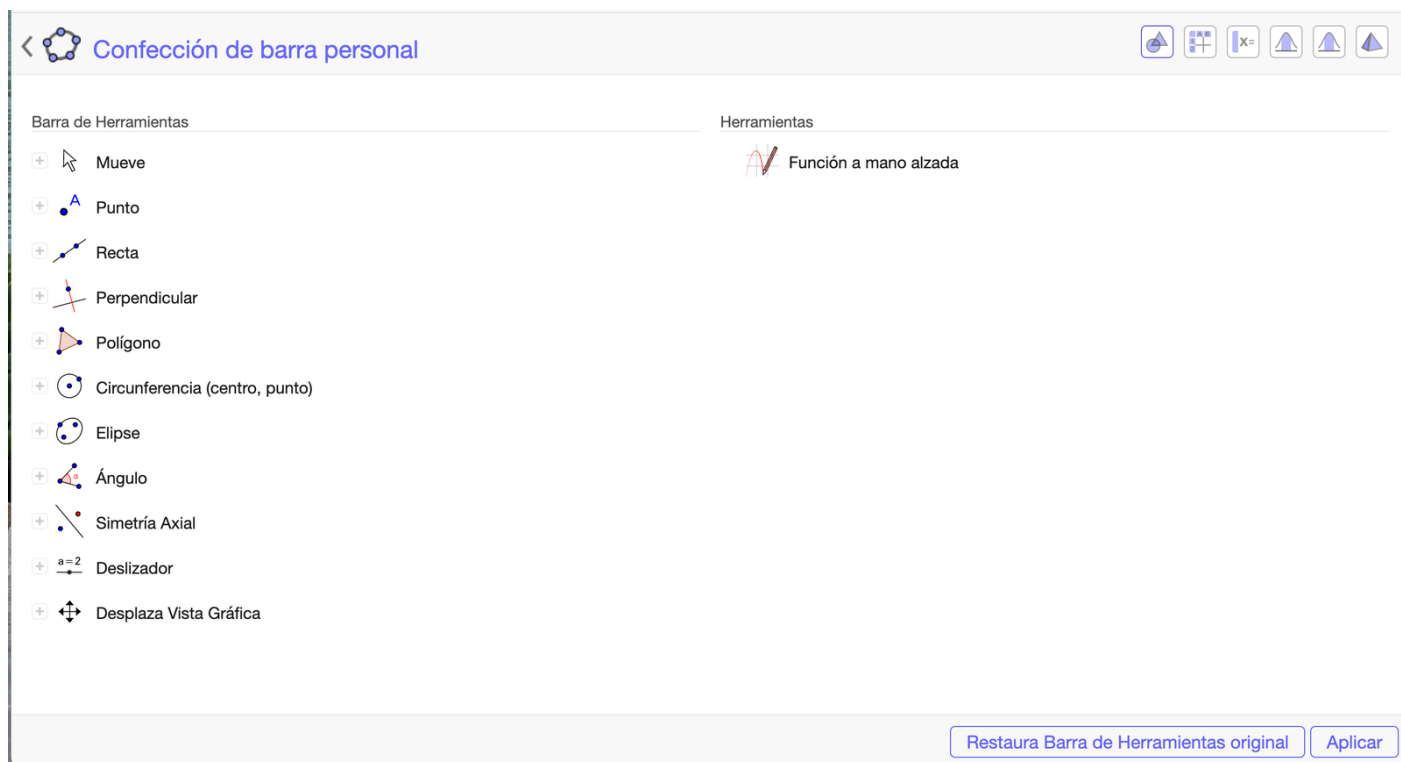 Confección de barra personal
X=
Barra de Herramientas
Mueve
A
Punto
Recta
Perpendicular
Polígono
Circunferencia (centro, punto)
Elipse
α
Ángulo
Simetría Axial
a=2
Deslizador
Desplaza Vista Gráfica
Herramientas
Función a mano alzada
Restaura Barra de Herramientas original
Aplicar